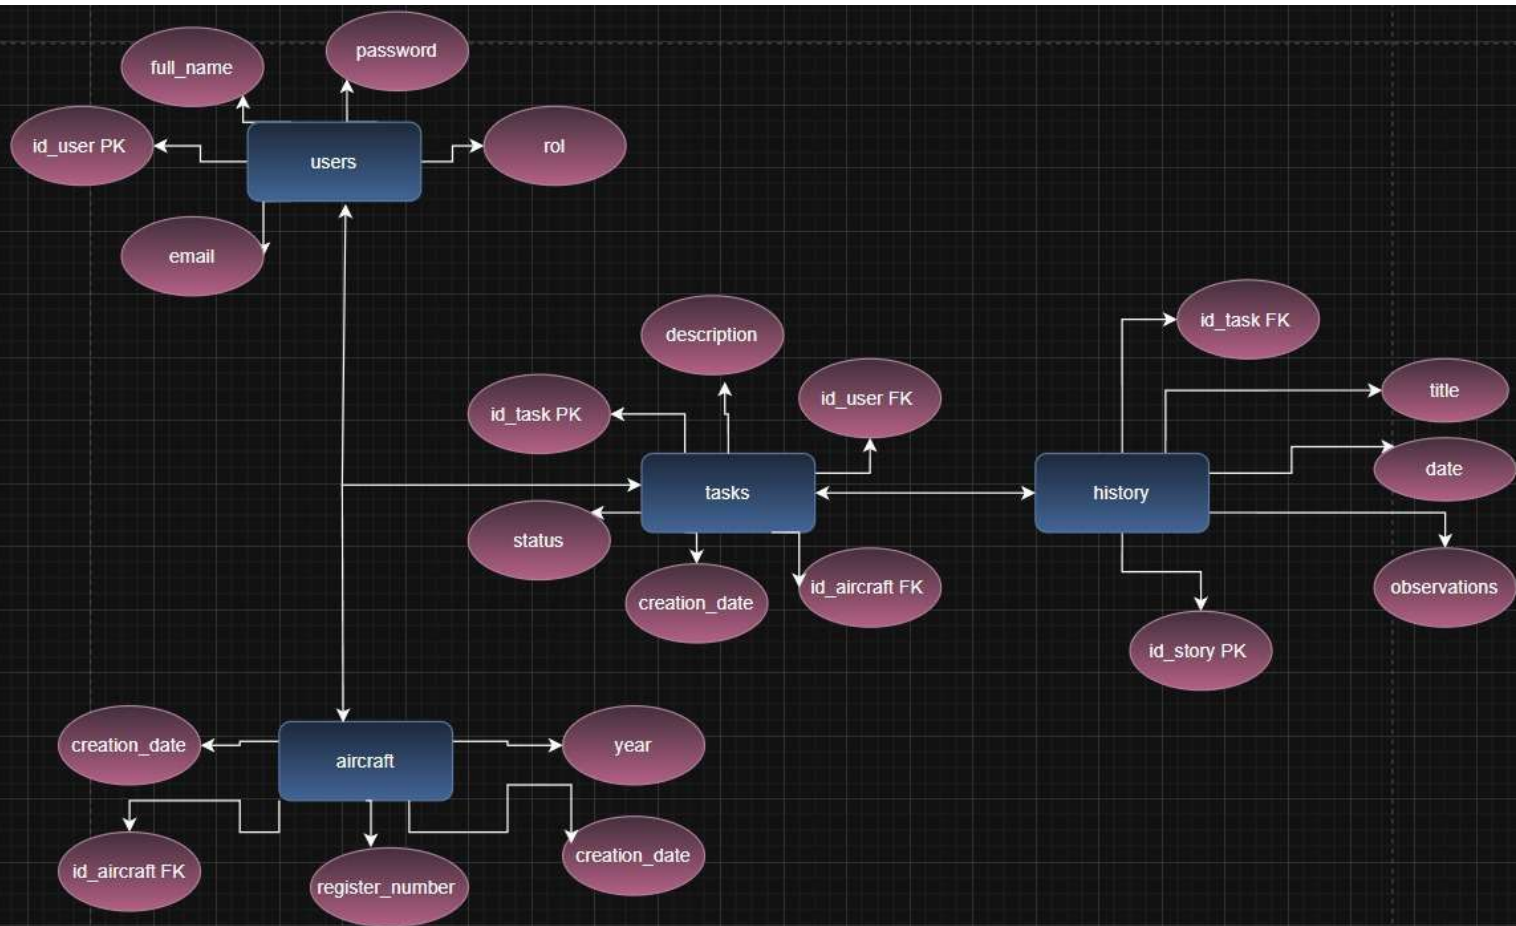 password
full_name
id_user PK
rol
users
email
id_task FK
description
title
id_user FK
id_task PK
date
tasks
history
status
id_aircraft FK
observations
creation_date
id_story PK
creation_date
year
aircraft
creation_date
id_aircraft FK
register_number